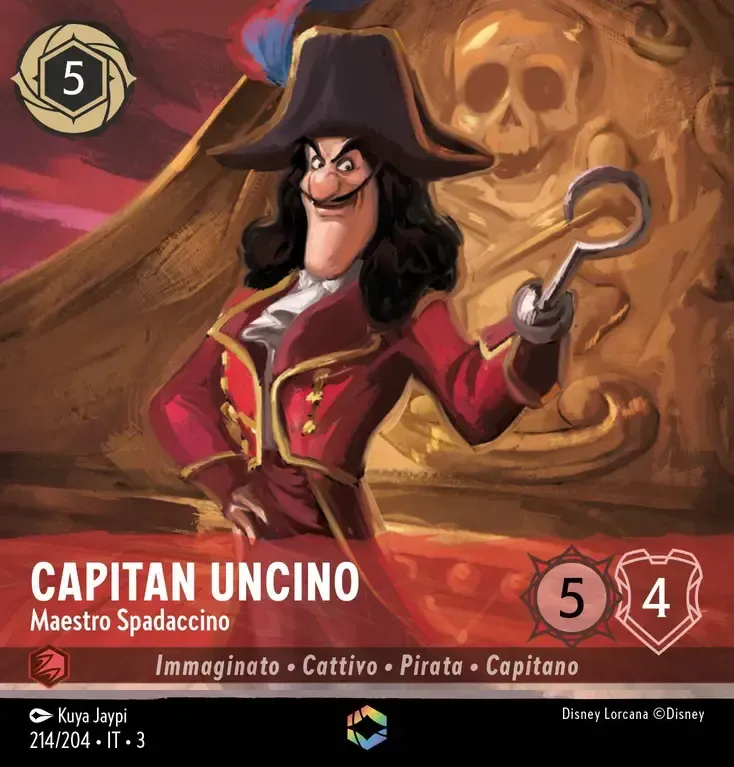 5
CAPITAN UNCINO
Maestro Spadaccino
5
4
Immaginato • Cattivo • Pirata • Capitano
Kuya Jaypi
Disney Lorcana ©Disney
214/204 • IT • 3